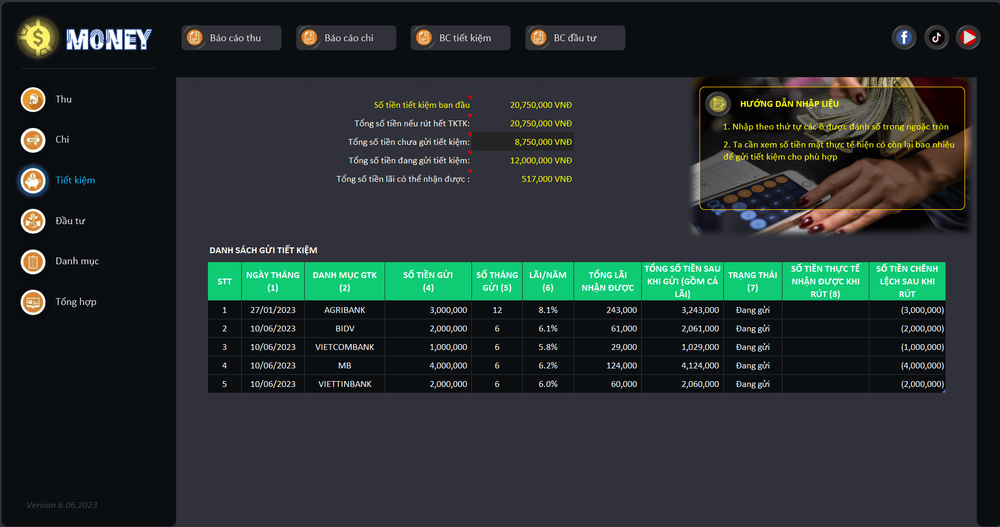 MONEY
Báo cáo thu
Báo cáo chi
BC tiết kiệm
BC đầu tư
Thu
Chi
Tiết kiệm
Đầu tư
Danh mục
Tổng hợp
Version 6.06.2023
Số tiền tiết kiệm ban đầu 20,750,000 VNĐ
Tổng số tiền nếu rút hết TKTK: 20,750,000 VNĐ
Tổng số tiền chưa gửi tiết kiệm: 8,750,000 VNĐ
Tổng số tiền đang gửi tiết kiệm: 12,000,000 VNĐ
Tổng số tiền lãi có thể nhận được : 517,000 VNĐ
HƯỚNG DẪN NHẬP LIỆU
1. Nhập theo thứ tự các ô được đánh số trong ngoặc tròn
2. Ta cần xem số tiền mặt thực tế hiện có còn lại bao nhiêu
để gửi tiết kiệm cho phù hợp
DANH SÁCH GỬI TIẾT KIỆM
STT
NGÀY THÁNG
(1)
DANH MỤC GTK
(2)
SỐ TIỀN GỬI
(4)
SỐ THÁNG
GỬI (5)
LÃI/NĂM
(6)
TỔNG LÃI
NHẬN ĐƯỢC
TỔNG SỐ TIỀN SAU
KHI GỬI (GỒM CẢ
LÃI)
TRẠNG THÁI
(7)
SỐ TIỀN THỰC TẾ
NHẬN ĐƯỢC KHI
RÚT (8)
SỐ TIỀN CHÊNH
LỆCH SAU KHI
RÚT
1 27/01/2023 AGRIBANK 3,000,000 12 8.1% 243,000 3,243,000 Đang gửi (3,000,000)
2 10/06/2023 BIDV 2,000,000 6 6.1% 61,000 2,061,000 Đang gửi (2,000,000)
3 10/06/2023 VIETCOMBANK 1,000,000 6 5.8% 29,000 1,029,000 Đang gửi (1,000,000)
4 10/06/2023 MB 4,000,000 6 6.2% 124,000 4,124,000 Đang gửi (4,000,000)
5 10/06/2023 VIETTINBANK 2,000,000 6 6.0% 60,000 2,060,000 Đang gửi (2,000,000)